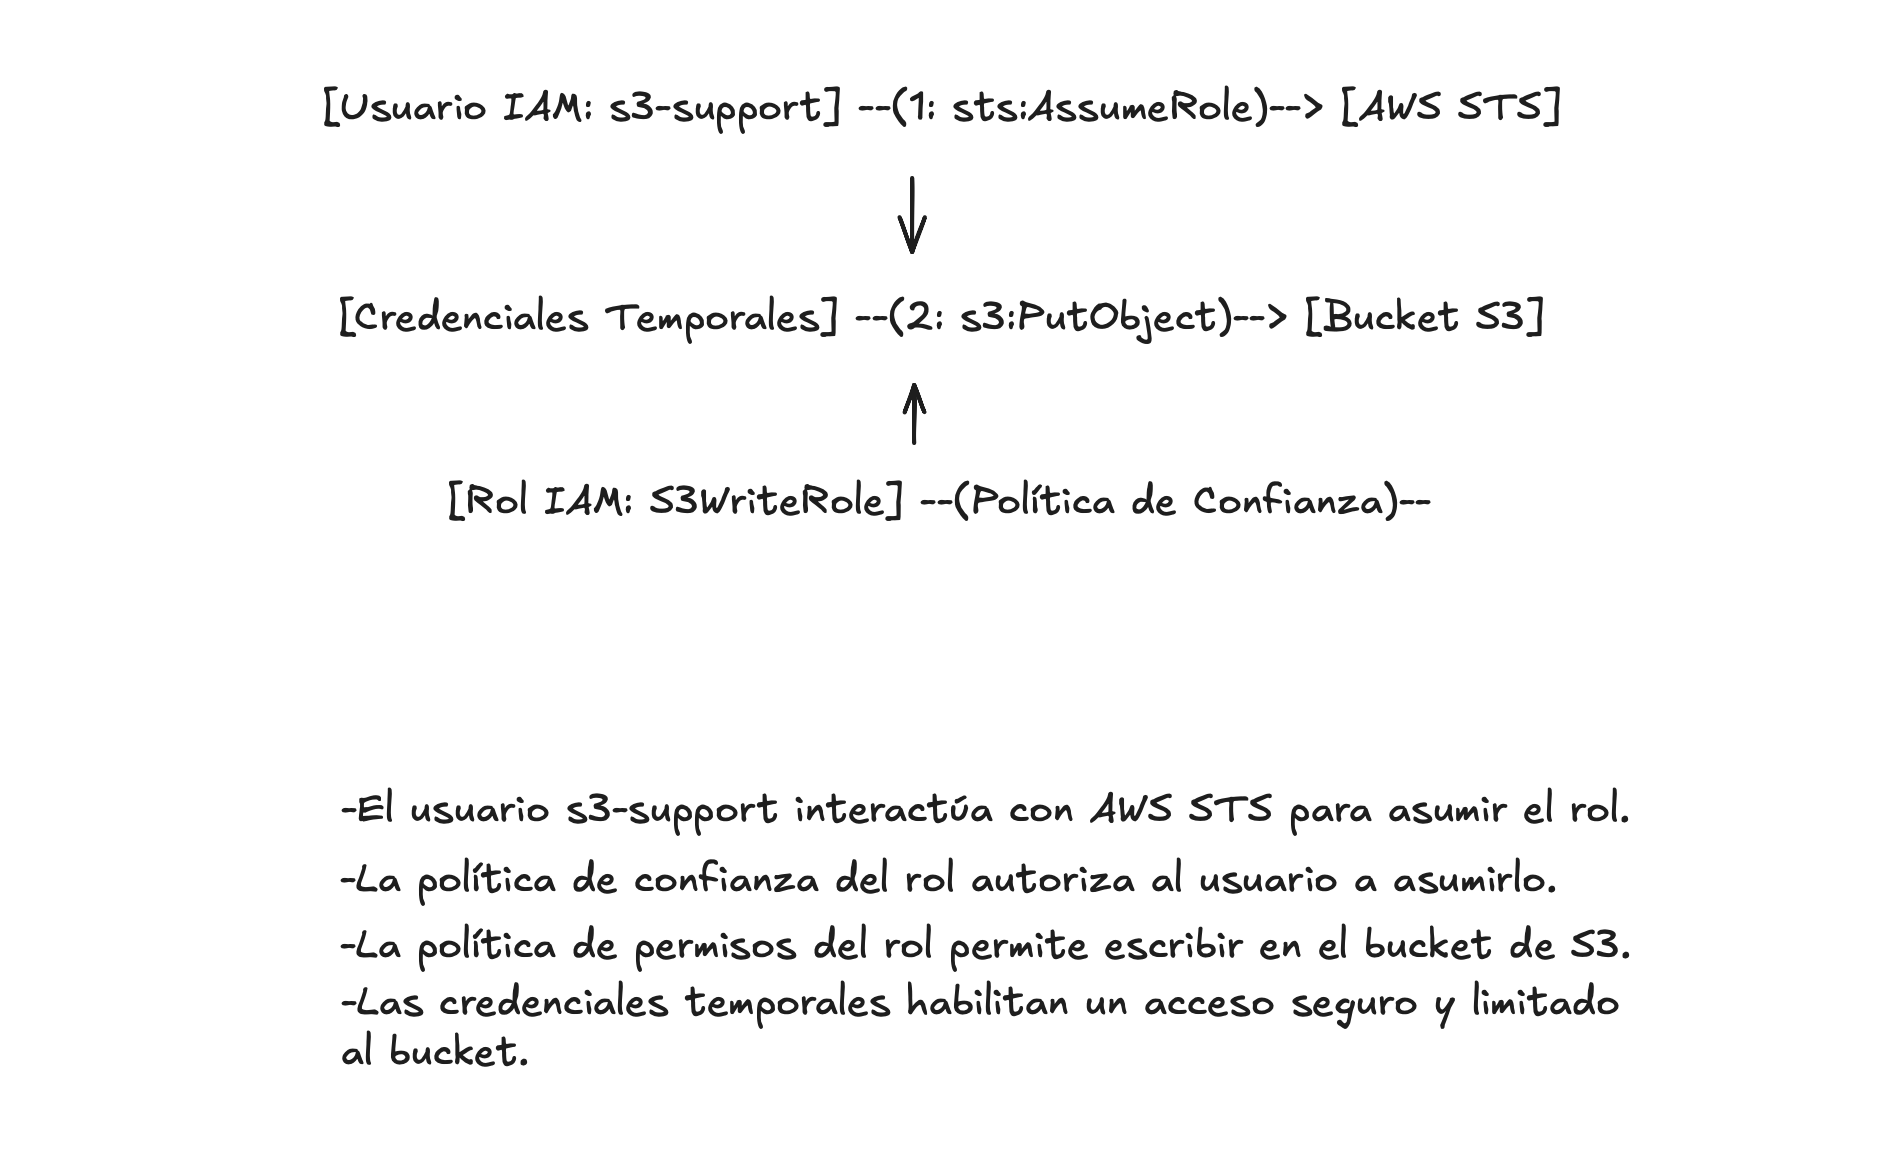 [Usuario IAM: s3-support] --(1: sts:AssumeRole)--> [AWS STS]
[Credenciales Temporales] --(2: s3:PutObject)--> [Bucket S3]
[Rol IAM: S3WriteRole] --(Política de Confianza)--
-El usuario s3-support interactúa con AWS STS para asumir el rol.
-La política de confianza del rol autoriza al usuario a asumirlo.
-La política de permisos del rol permite escribir en el bucket de S3.
-Las credenciales temporales habilitan un acceso seguro y limitado
al bucket.